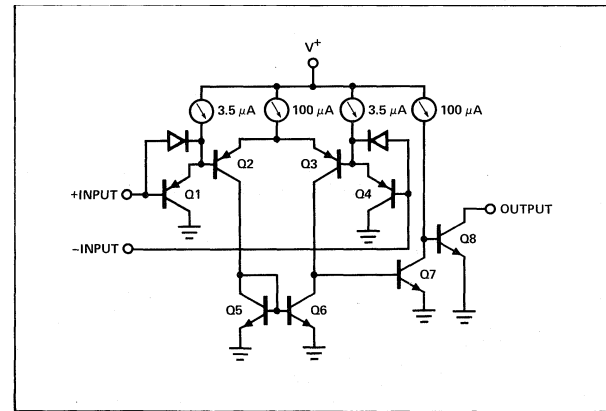 V+
3.5 μA
100 μA
3.5 μA
100 μA
Q2
Q3
+INPUT
Q1
Q4
OUTPUT
Q8
−INPUT
Q7
Q5
Q6